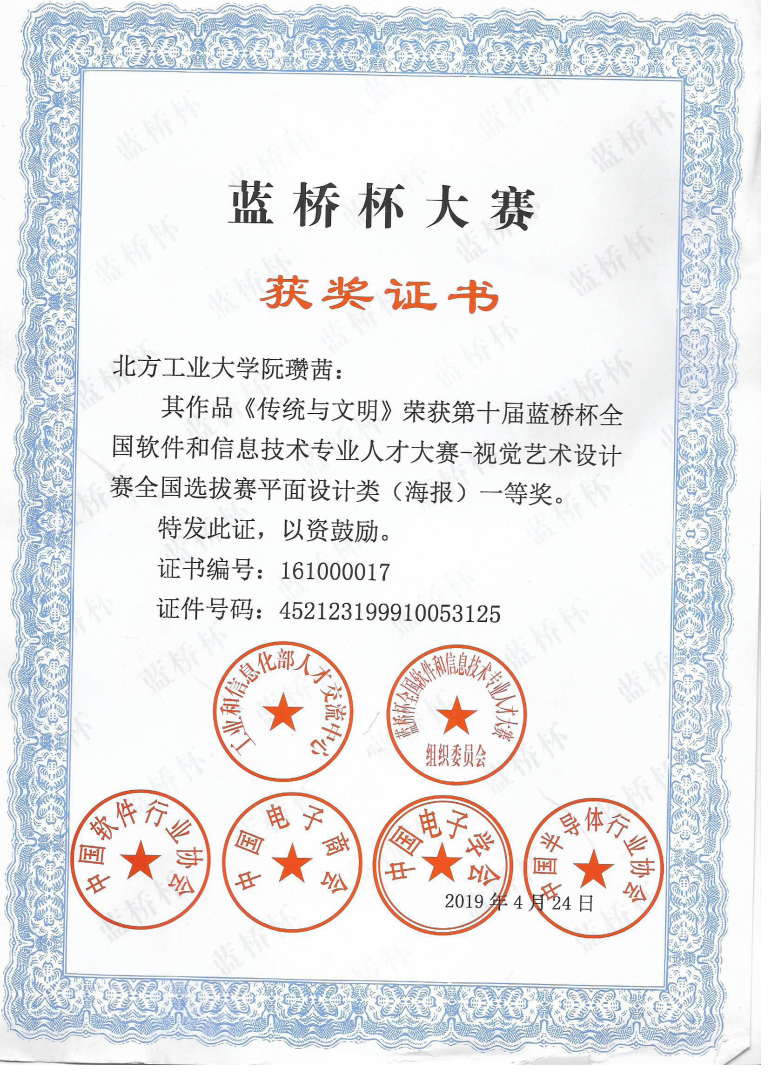 蓝桥杯大赛
获奖证书
北方工业大学阮瓒茜：
其作品《传统与文明》荣获第十届蓝桥杯全
国软件和信息技术专业人才大赛-视觉艺术设计
赛全国选拔赛平面设计类（海报）一等奖。
特发此证，以资鼓励。
证书编号：161000017
证件号码：452123199910053125
工业和信息化部人才交流中心
蓝桥杯全国软件和信息技术专业人才大赛
组织委员会
中国软件行业协会
中国电子商会
中国电子学会
中国半导体行业协会
2019年4月24日